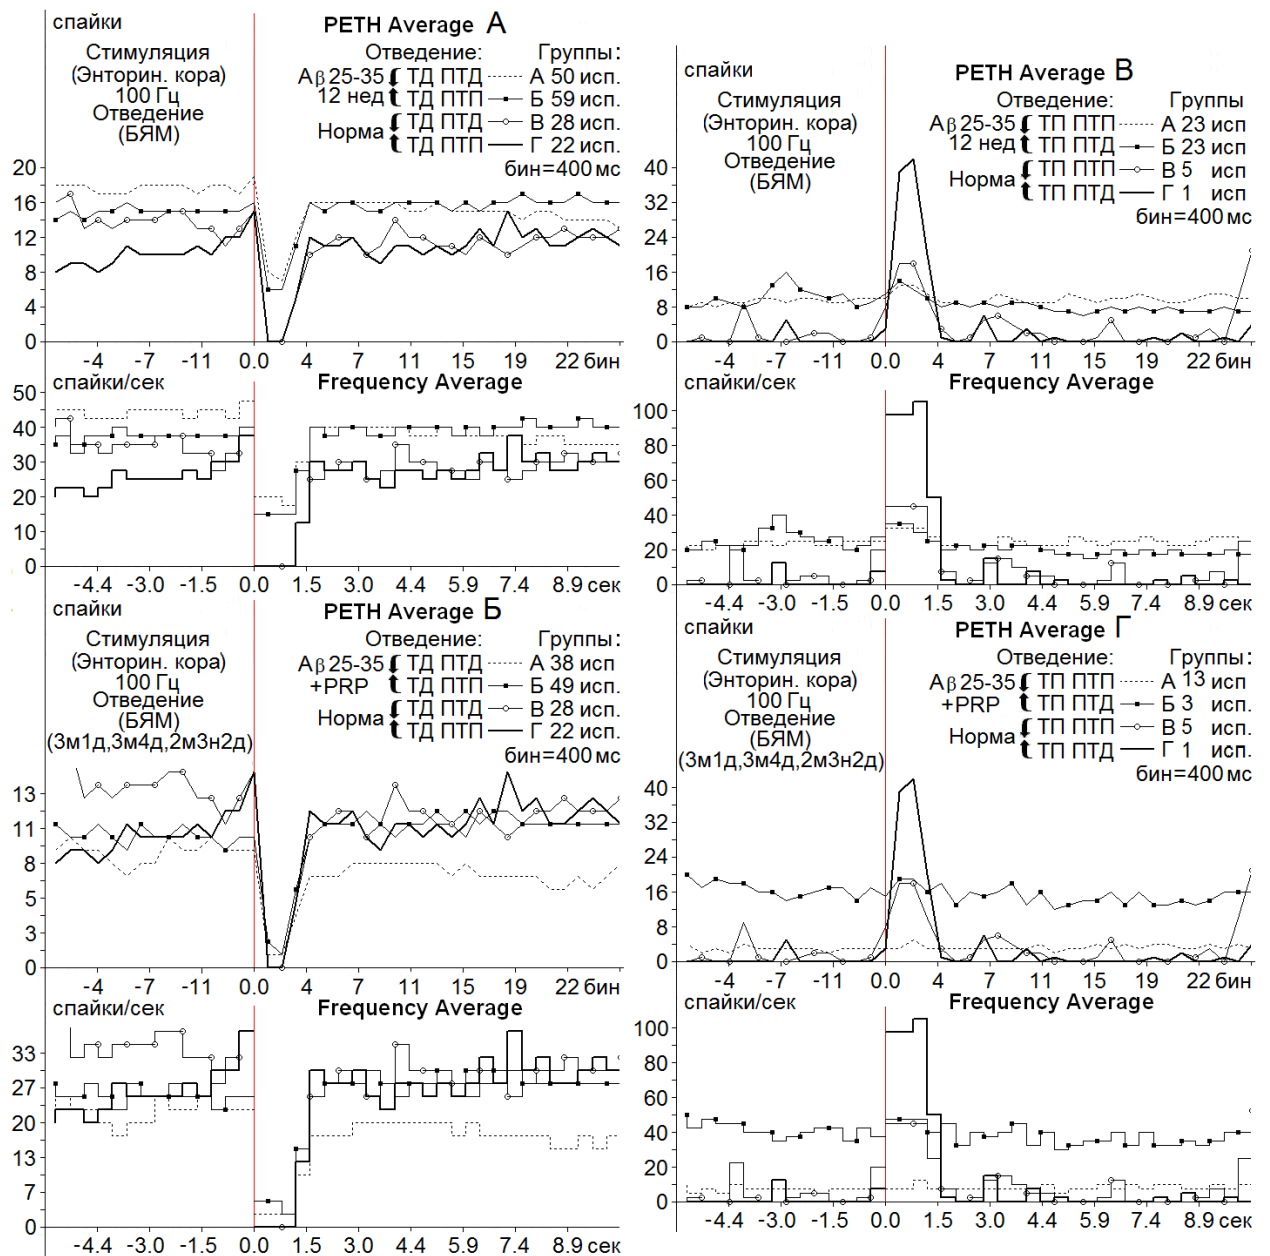 спайки
PETH Average А
Стимуляция
(Энторин. кора)
100 Гц
Отведение
(БЯМ)
Отведение: Группы:
Аβ25-35 ТД ПТД А 50 исп.
12 нед ТД ПТП Б 59 исп.
Норма ТД ПТД В 28 исп.
ТД ПТП Г 22 исп.
бин=400 мс
20
16
12
8
4
0
-4 -7 -11 0.0 4 7 11 15 19 22 бин
спайки/сек Frequency Average
50
40
30
20
10
0
-4.4 -3.0 -1.5 0.0 1.5 3.0 4.4 5.9 7.4 8.9 сек
спайки
PETH Average Б
Стимуляция
(Энторин. кора)
100 Гц
Отведение
(БЯМ)
(3м1д,3м4д,2м3н2д)
Отведение: Группы:
Аβ25-35 ТД ПТД А 38 исп
+PRP ТД ПТП Б 49 исп.
Норма ТД ПТД В 28 исп.
ТД ПТП Г 22 исп.
бин=400 мс
13
11
8
5
3
0
-4 -7 -11 0.0 4 7 11 15 19 22 бин
спайки/сек Frequency Average
33
27
20
13
7
0
-4.4 -3.0 -1.5 0.0 1.5 3.0 4.4 5.9 7.4 8.9 сек
спайки
PETH Average В
Стимуляция
(Энторин. кора)
100 Гц
Отведение
(БЯМ)
Отведение: Группы
Аβ25-35 ТП ПТП А 23 исп
12 нед ТП ПТД Б 23 исп.
Норма ТП ПТП В 5 исп
ТП ПТД Г 1 исп
бин=400 мс
40
32
24
16
8
0
-4 -7 -11 0.0 4 7 11 15 19 22 бин
спайки/сек Frequency Average
100
80
60
40
20
0
-4.4 -3.0 -1.5 0.0 1.5 3.0 4.4 5.9 7.4 8.9 сек
спайки
PETH Average Г
Стимуляция
(Энторин. кора)
100 Гц
Отведение
(БЯМ)
(3м1д,3м4д,2м3н2д)
Отведение: Группы:
Аβ25-35 ТП ПТП А 13 исп
+PRP ТП ПТД Б 3 исп.
Норма ТП ПТП В 5 исп.
ТП ПТД Г 1 исп.
бин=400 мс
40
32
24
16
8
0
-4 -7 -11 0.0 4 7 11 15 19 22 бин
спайки/сек Frequency Average
100
80
60
40
20
0
-4.4 -3.0 -1.5 0.0 1.5 3.0 4.4 5.9 7.4 8.9 сек